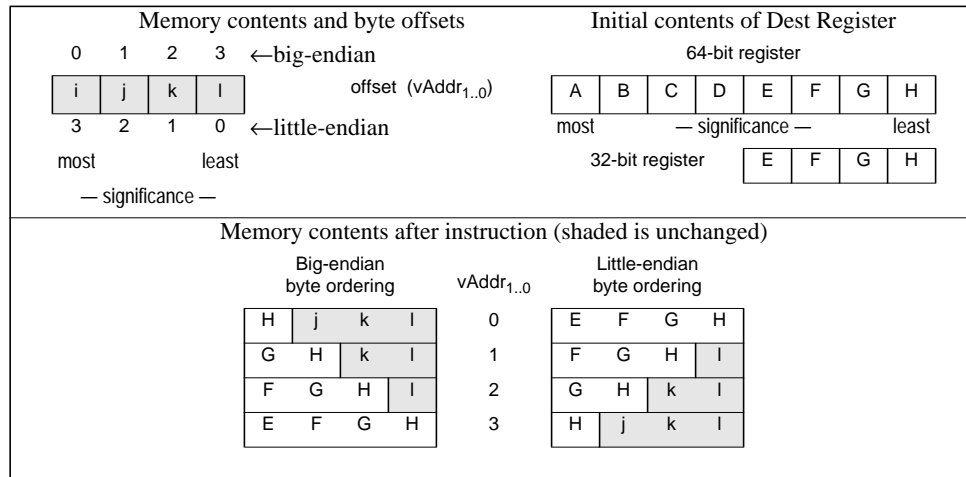 Memory contents and byte offsets
Initial contents of Dest Register
0 1 2 3 ←big-endian
64-bit register
i j k l
offset (vAddr1..0)
A B C D E F G H
3 2 1 0 ←little-endian
most — significance — least
most least
32-bit register E F G H
— significance —
Memory contents after instruction (shaded is unchanged)
Big-endian
byte ordering
vAddr1..0
Little-endian
byte ordering
H j k l 0 E F G H
G H k l 1 F G H l
F G H l 2 G H k l
E F G H 3 H j k l